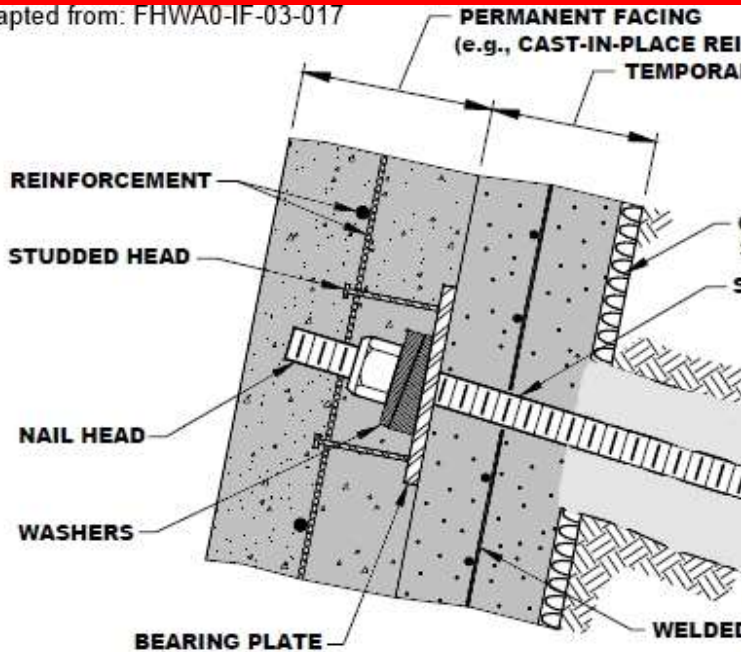 apted from: FHWA0-IF-03-017
PERMANENT FACING
(e.g., CAST-IN-PLACE REI
TEMPORA
REINFORCEMENT
STUDDED HEAD
S
NAIL HEAD
WASHERS
WELDED
BEARING PLATE